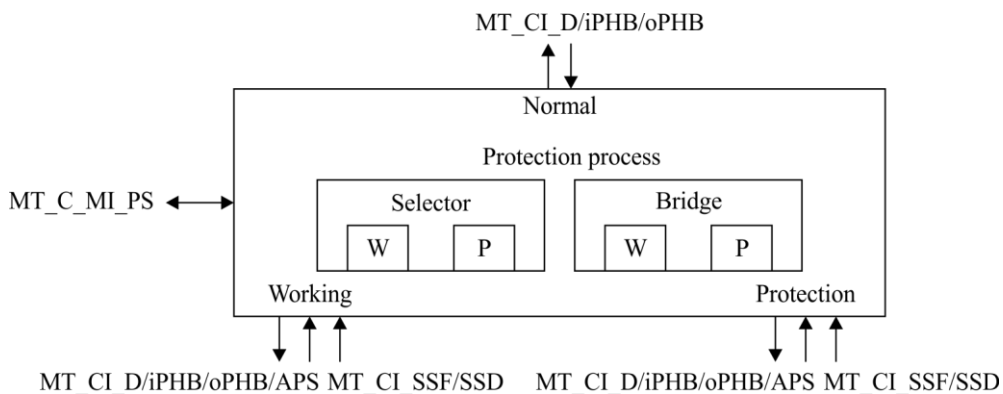 MT_CI_D/iPHB/oPHB
Normal
Protection process
MT_C_MI_PS
Selector
Bridge
W
P
W
P
Working
Protection
MT_CI_D/iPHB/oPHB/APS MT_CI_SSF/SSD
MT_CI_D/iPHB/oPHB/APS MT_CI_SSF/SSD